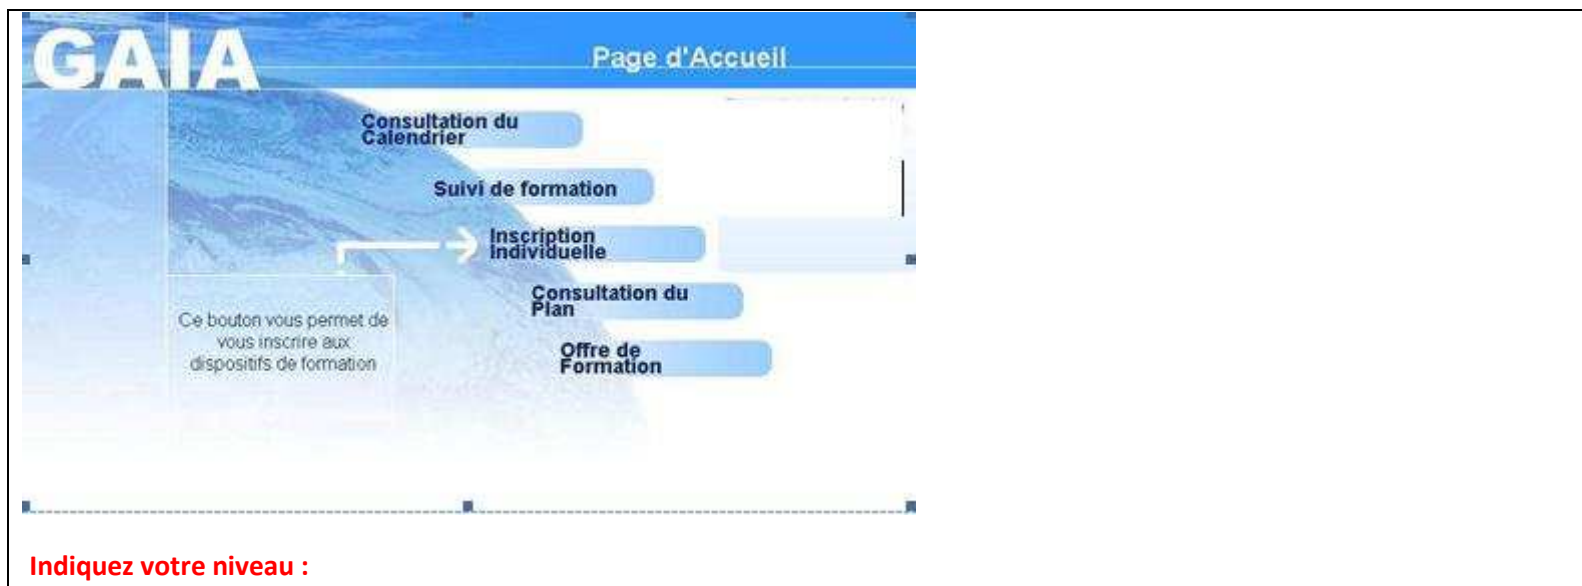 GAIA
Page d'Accueil
Consultation du
Calendrier
Suivi de formation
Inscription
Individuelle
Consultation du
Plan
Ce bouton vous permet de
vous inscrire aux
dispositifs de formation
Offre de
Formation
Indiquez votre niveau :